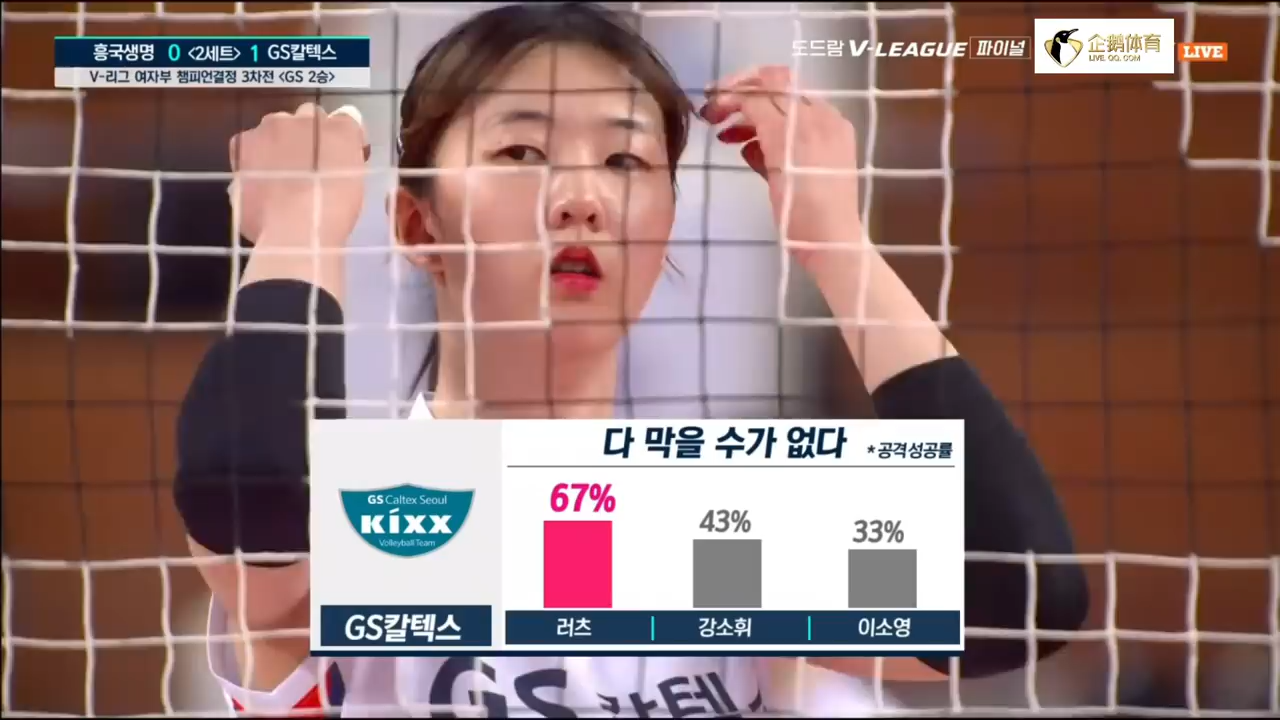 흥국생명 0 <2세트> 1 GS칼텍스
V-리그 여자부 챔피언결정 3차전 <GS 2승>
도드람 V-LEAGUE 파이널
企鹅体育
LIVE.QQ.COM
LIVE
다 막을 수가 없다 *공격성공률
GS Caltex Seoul
Kixx
Volleyball Team
GS칼텍스
67% 43% 33%
러츠 강소휘 이소영
GS칼텍스